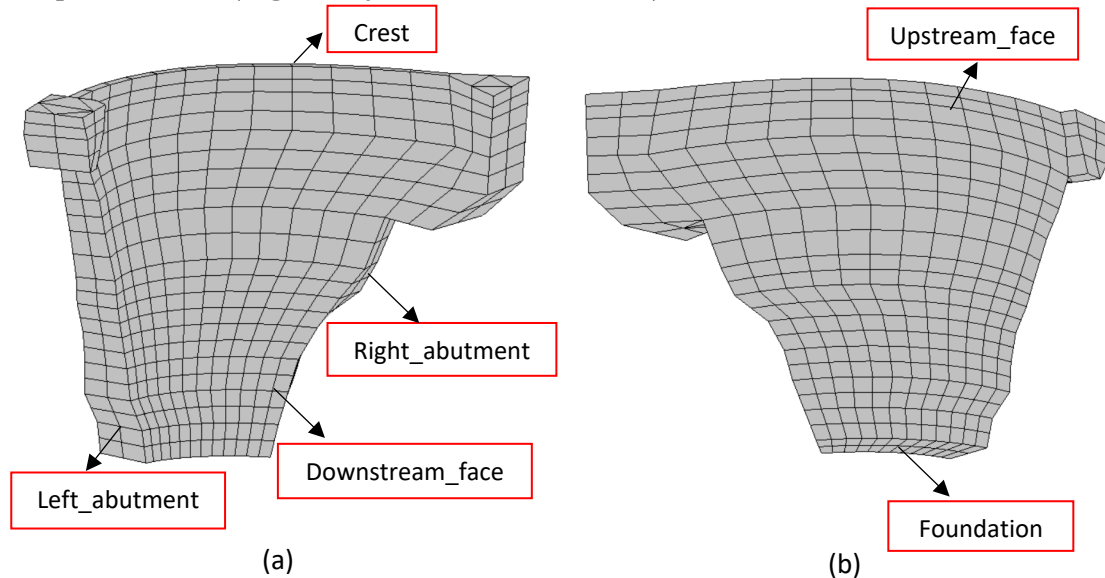 Crest
Upstream_face
Right_abutment
Downstream_face
Left_abutment
Foundation
(a)
(b)